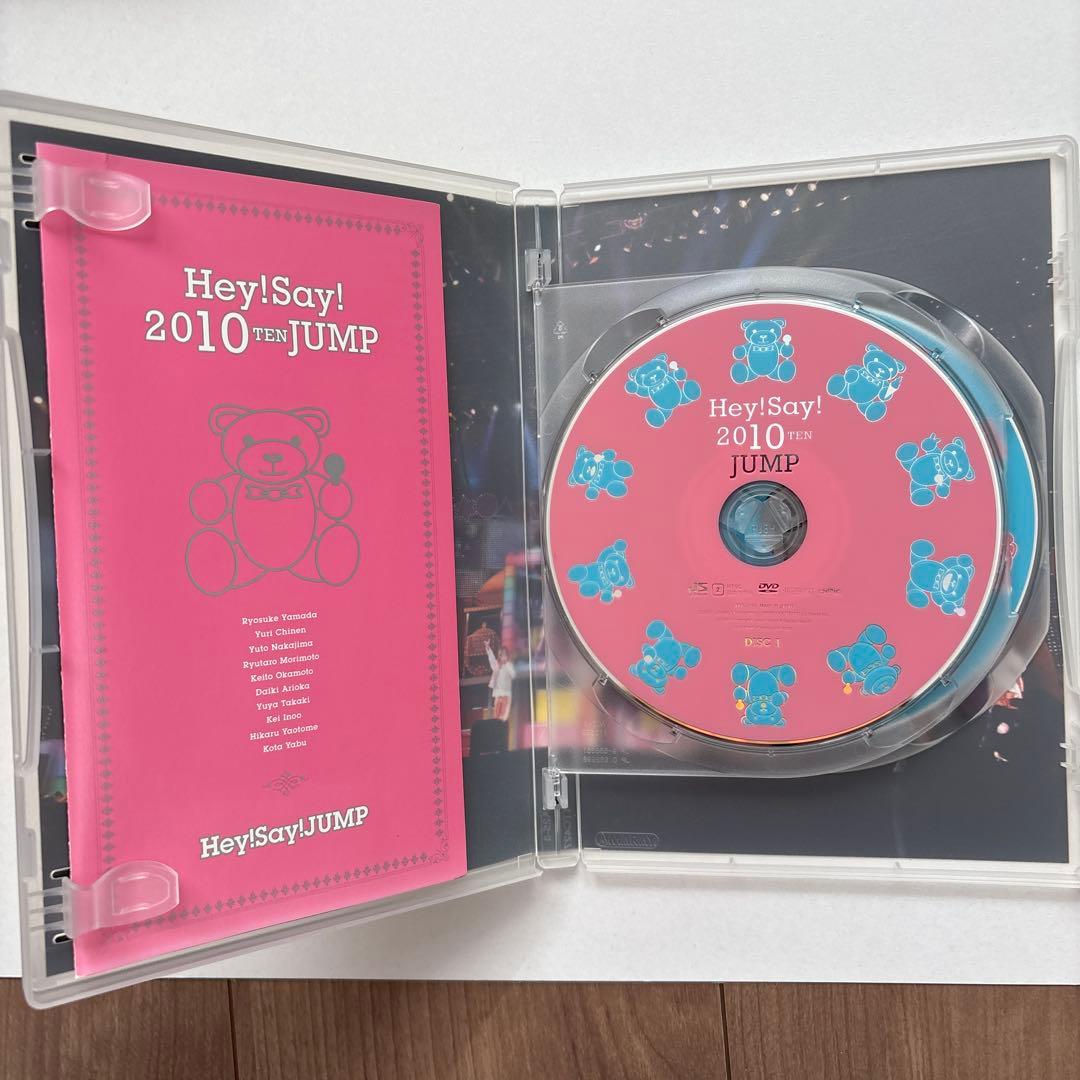 Hey!Say!
2010 TEN JUMP
Ryosuke Yamada
Yuri Chinen
Yuto Nakajima
Ryutaro Morimoto
Keito Okamoto
Daiki Arioka
Yuya Takaki
Kei Inoo
Hikaru Yaotome
Kota Yabu
Hey!Say!JUMP
Hey!Say!
2010 TEN
JUMP
DVD
DISC 1